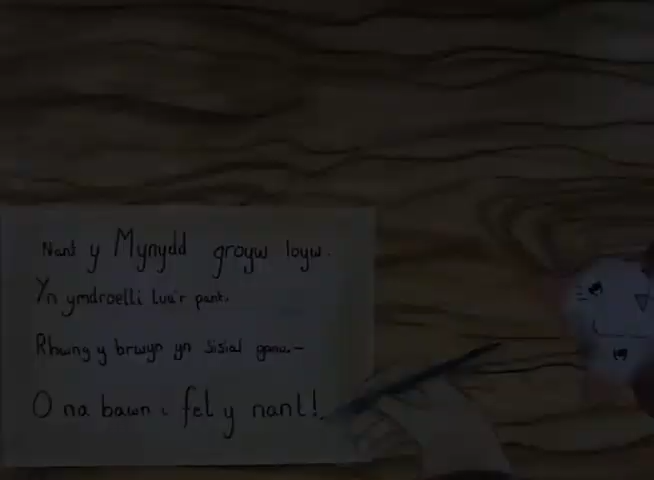 Nant y Mynydd groyw loyw.
Yn ymdroelli tua'r pant.
Rhwng y brwyn yn sisial ganu.-
O na bawn i fel y nant!